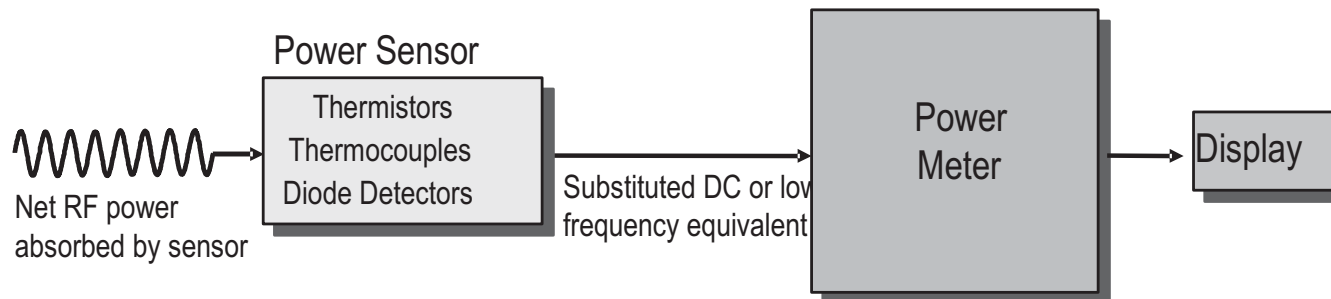 Power Sensor
Thermistors
Thermocouples
Diode Detectors
Net RF power
absorbed by sensor
Substituted DC or low
frequency equivalent
Power
Meter
Display